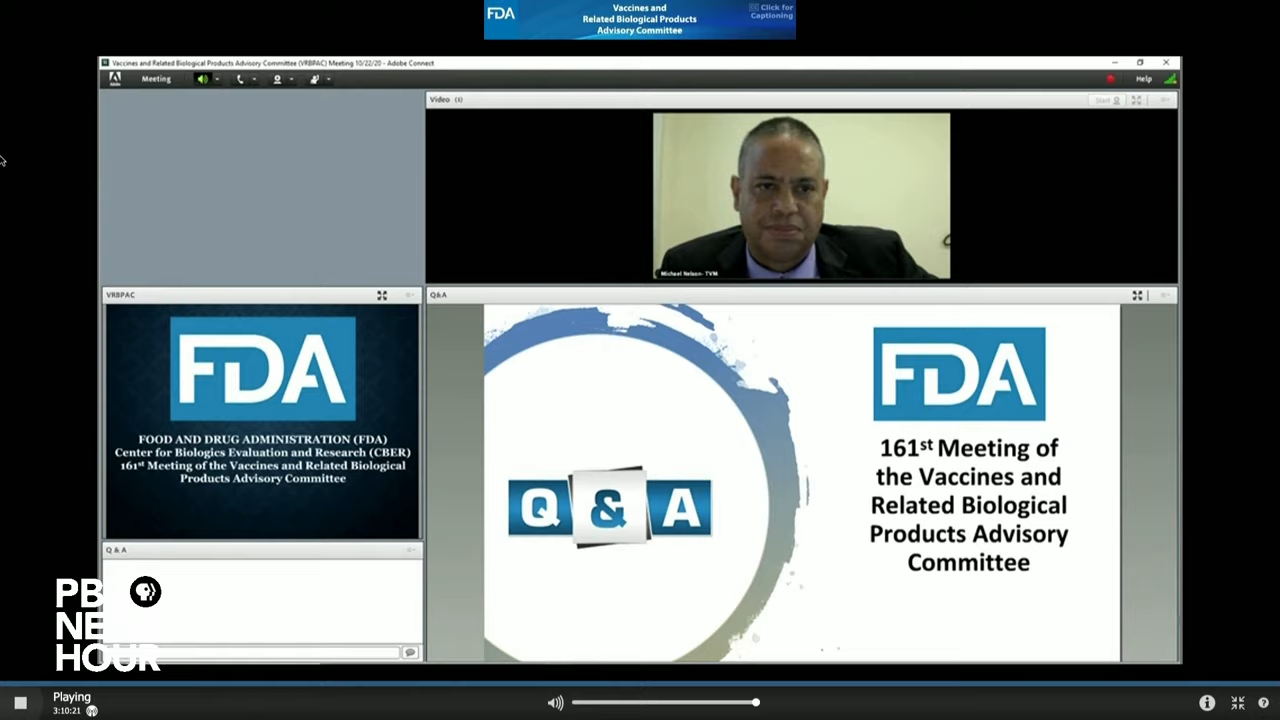 FDA
Vaccines and
Related Biological Products
Advisory Committee
Click for
Captioning
Vaccines and Related Biological Products Advisory Committee (VRBPAC) Meeting 10/22/20 - Adobe Connect
Meeting
Help
Video
Start
Michael Nelson- TVM
VRBPAC
FDA
FOOD AND DRUG ADMINISTRATION (FDA)
Center for Biologics Evaluation and Research (CBER)
161st Meeting of the Vaccines and Related Biological
Products Advisory Committee
Q&A
Q & A
FDA
161st Meeting of
the Vaccines and
Related Biological
Products Advisory
Committee
Q & A
PBS
NEWS
HOUR
Playing
3:10:21